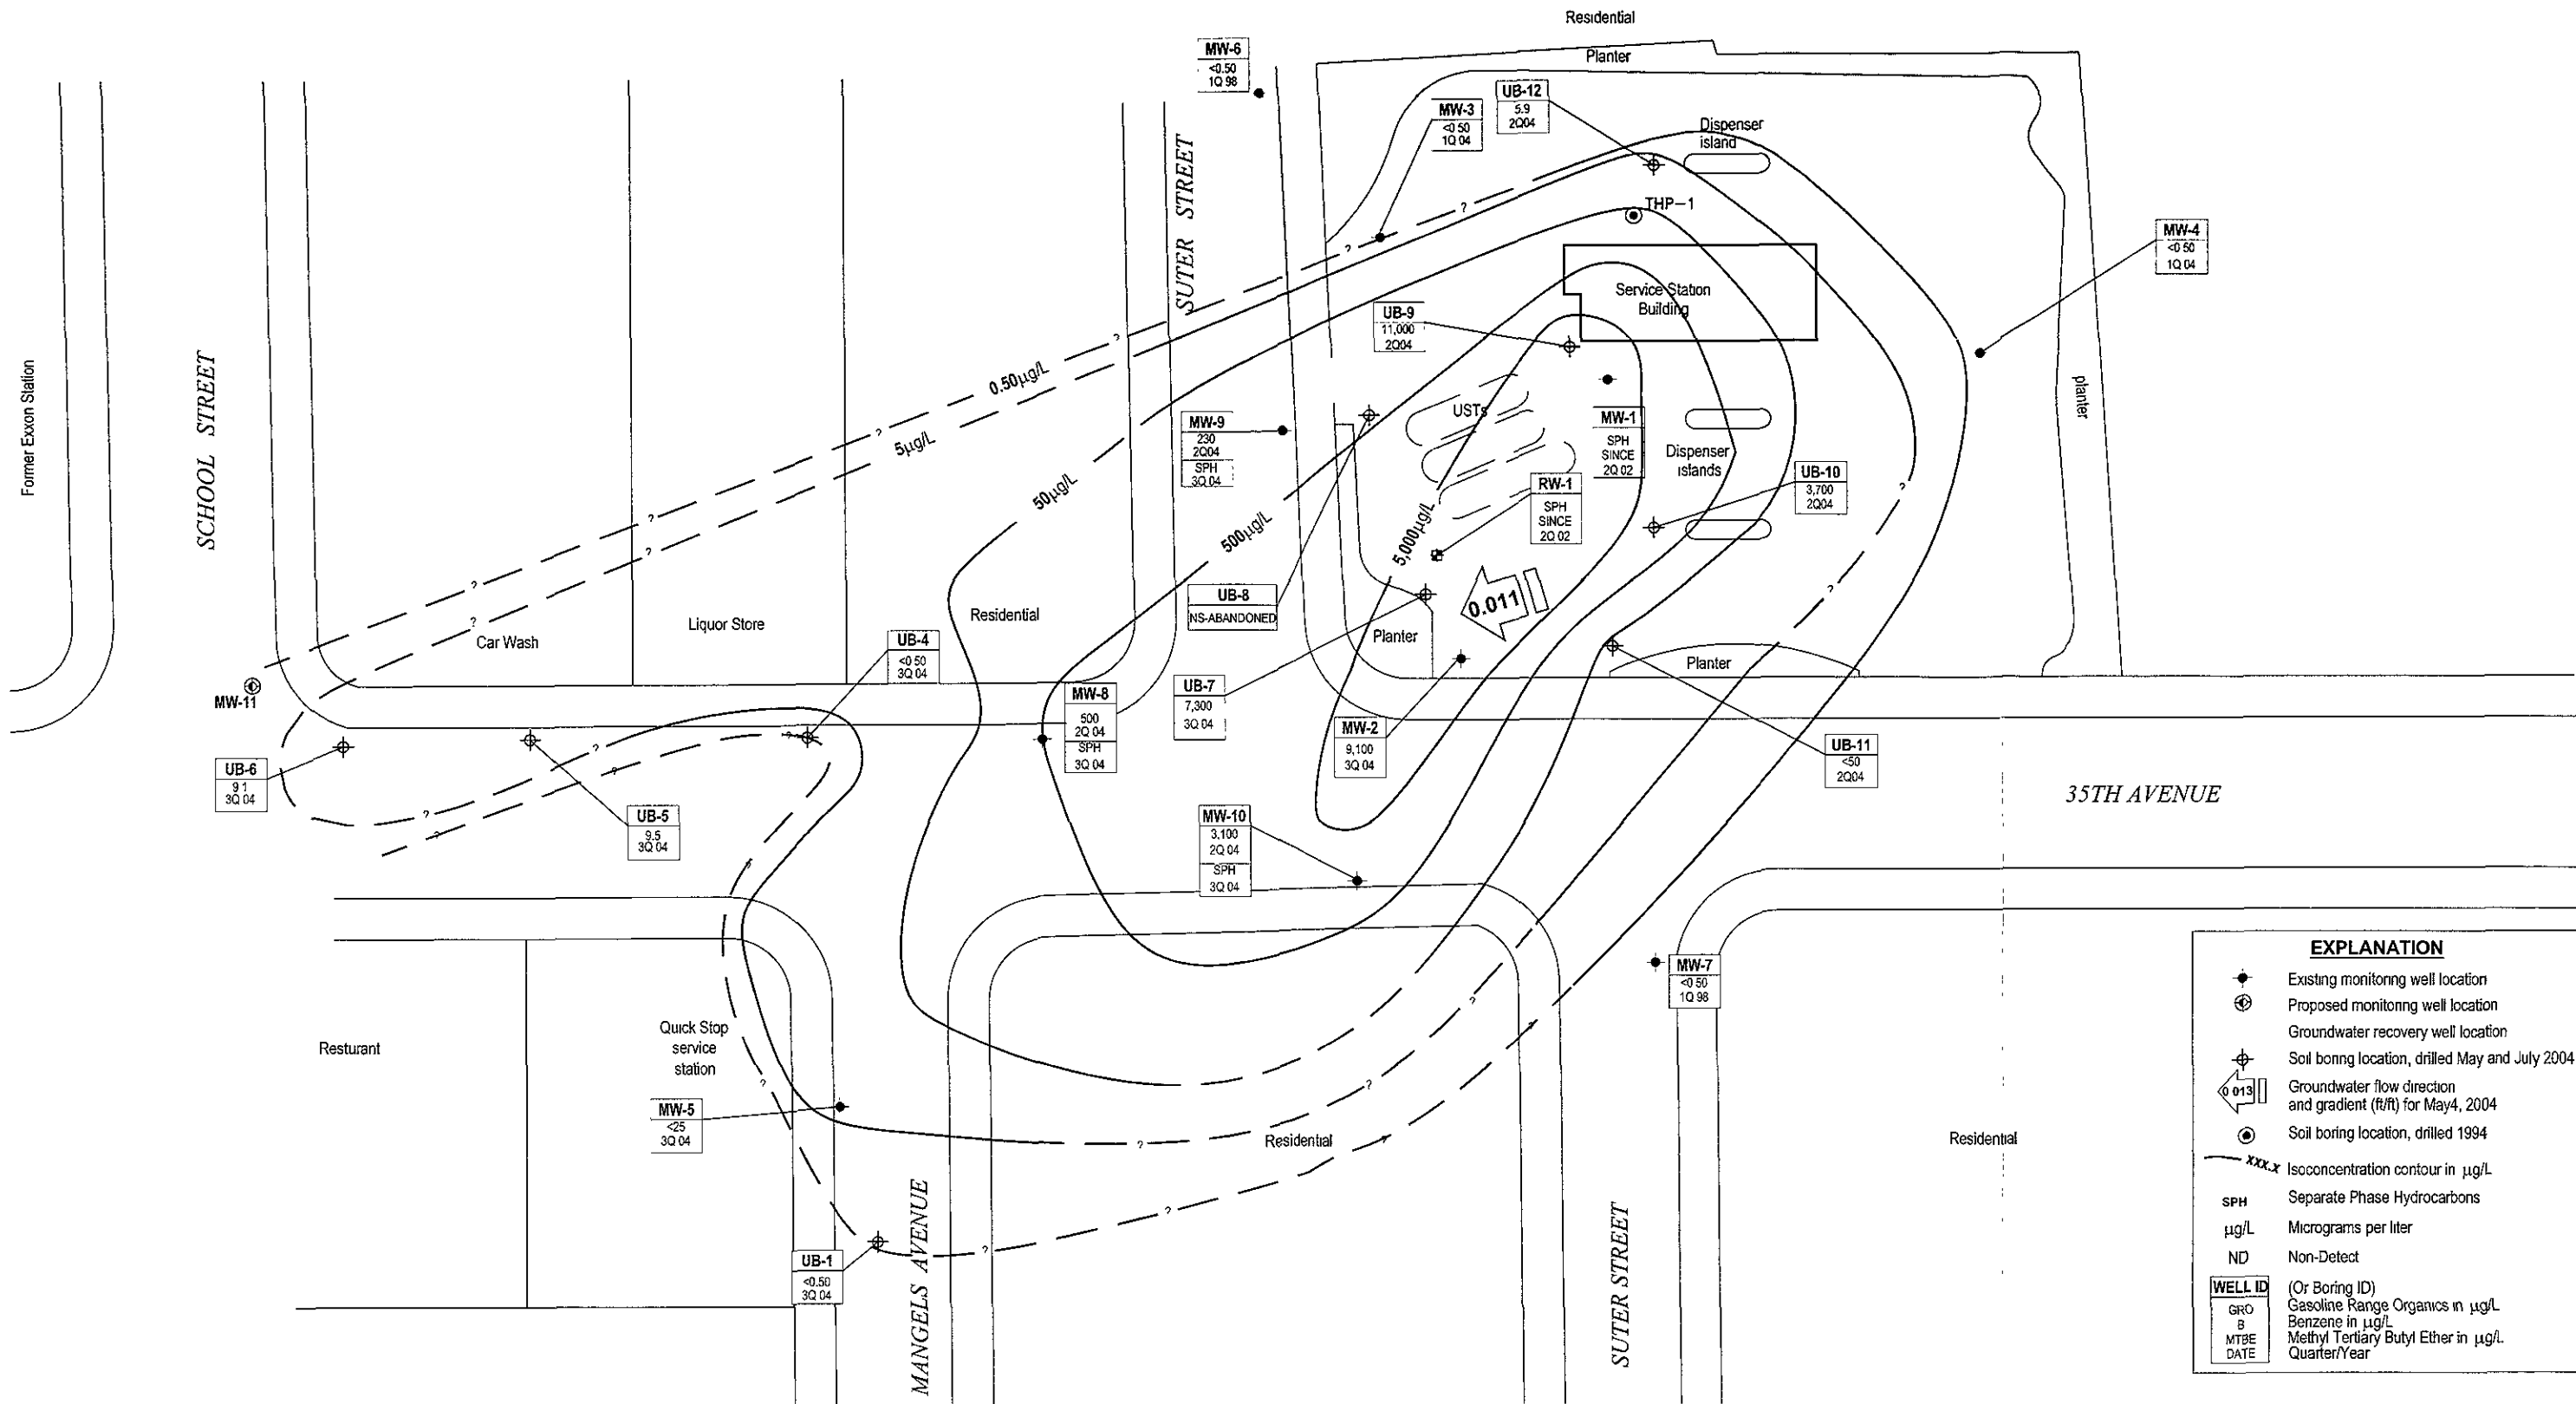 Residential
Planter
MW-6
<0.50
1Q 98
MW-3
<0 50
1Q 04
UB-12
5.9
2Q04
Dispenser
island
THP-1
MW-4
<0 50
1Q 04
SUTER STREET
Service Station
Building
UB-9
11,000
2Q04
Former Exxon Station
SCHOOL STREET
0.50µg/L
5µg/L
50µg/L
500µg/L
5,000µg/L
MW-9
230
2Q04
SPH
3Q 04
USTs
MW-1
SPH
SINCE
2Q 02
Dispenser
islands
planter
RW-1
SPH
SINCE
2Q 02
UB-10
3,700
2Q04
UB-8
NS-ABANDONED
0.011
Planter
Planter
Residential
Liquor Store
Car Wash
UB-4
<0 50
3Q 04
MW-11
MW-8
500
2Q 04
SPH
3Q 04
UB-7
7,300
3Q 04
MW-2
9,100
3Q 04
UB-11
<50
2Q04
UB-6
9 1
3Q 04
UB-5
9.5
3Q 04
MW-10
3,100
2Q 04
SPH
3Q 04
35TH AVENUE
MW-7
<0 50
1Q 98
Resturant
Quick Stop
service
station
MW-5
<25
3Q 04
Residential
Residential
UB-1
<0.50
3Q 04
MANGELS AVENUE
SUTER STREET
EXPLANATION
Existing monitoring well location
Proposed monitoring well location
Groundwater recovery well location
Soil boring location, drilled May and July 2004
0 013
Groundwater flow direction
and gradient (ft/ft) for May4, 2004
Soil boring location, drilled 1994
XXX.X Isoconcentration contour in µg/L
SPH Separate Phase Hydrocarbons
µg/L Micrograms per liter
ND Non-Detect
WELL ID (Or Boring ID)
GRO Gasoline Range Organics in µg/L
B Benzene in µg/L
MTBE Methyl Tertiary Butyl Ether in µg/L
DATE Quarter/Year